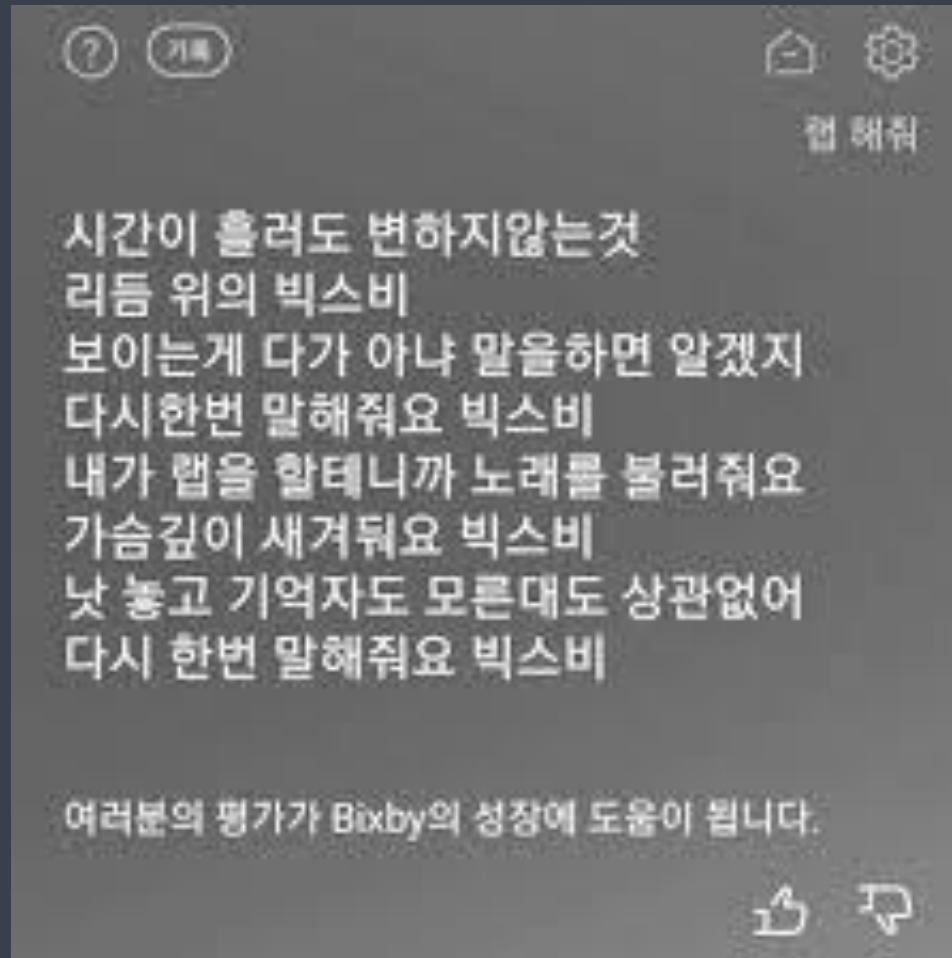 ?
기록
랩 해줘
시간이 흘러도 변하지않는것
리듬 위의 빅스비
보이는게 다가 아냐 말을하면 알겠지
다시한번 말해줘요 빅스비
내가 랩을 할테니까 노래를 불러줘요
가슴깊이 새겨둬요 빅스비
낫 놓고 기억자도 모른대도 상관없어
다시 한번 말해줘요 빅스비
여러분의 평가가 Bixby의 성장에 도움이 됩니다.